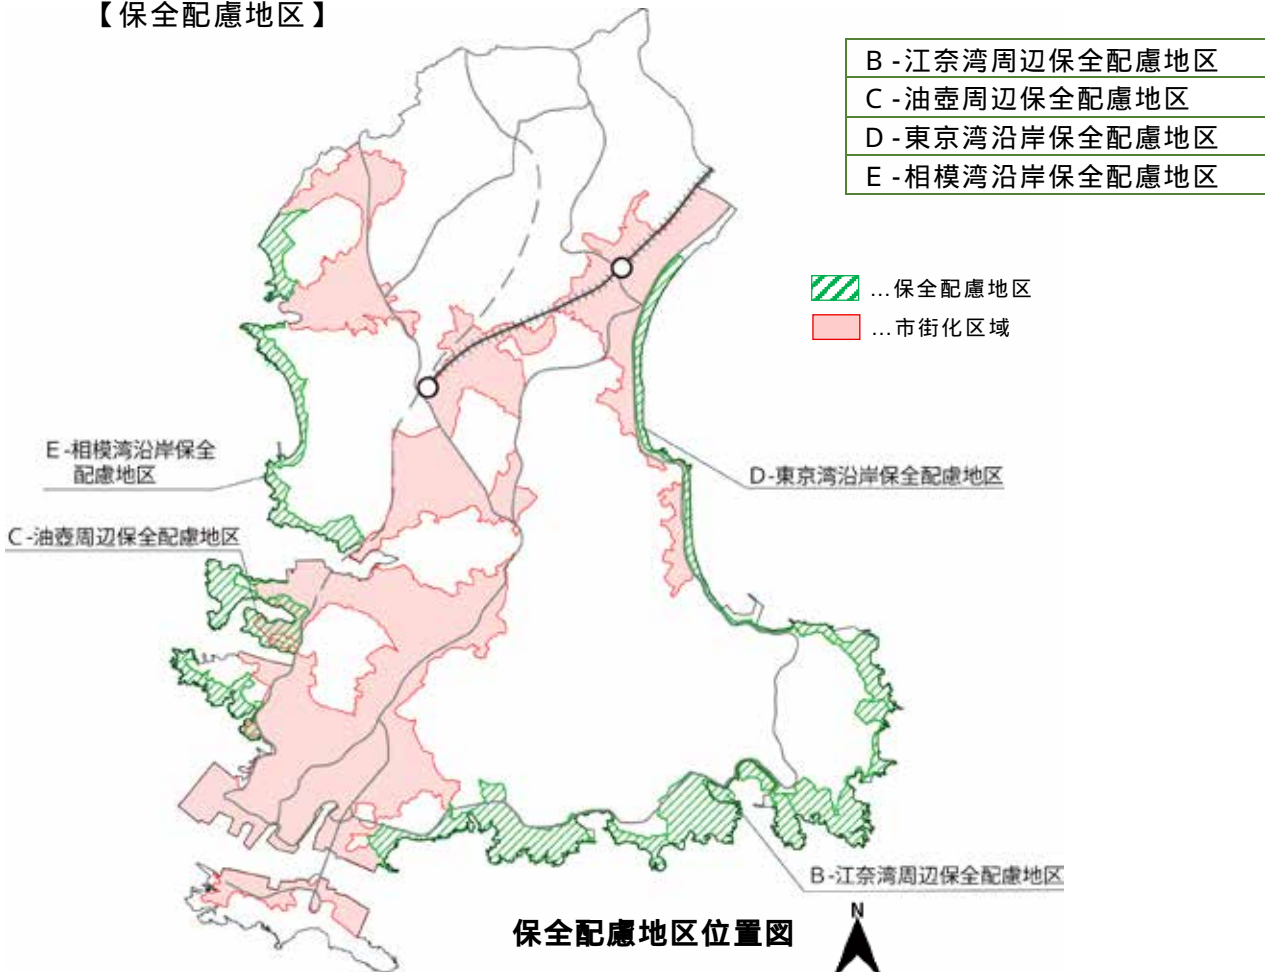 【保全配慮地区】
B-江奈湾周辺保全配慮地区
C-油壺周辺保全配慮地区
D-東京湾沿岸保全配慮地区
E-相模湾沿岸保全配慮地区
…保全配慮地区
…市街化区域
E-相模湾沿岸保全
配慮地区
D-東京湾沿岸保全配慮地区
C-油壺周辺保全配慮地区
B-江奈湾周辺保全配慮地区
保全配慮地区位置図
N